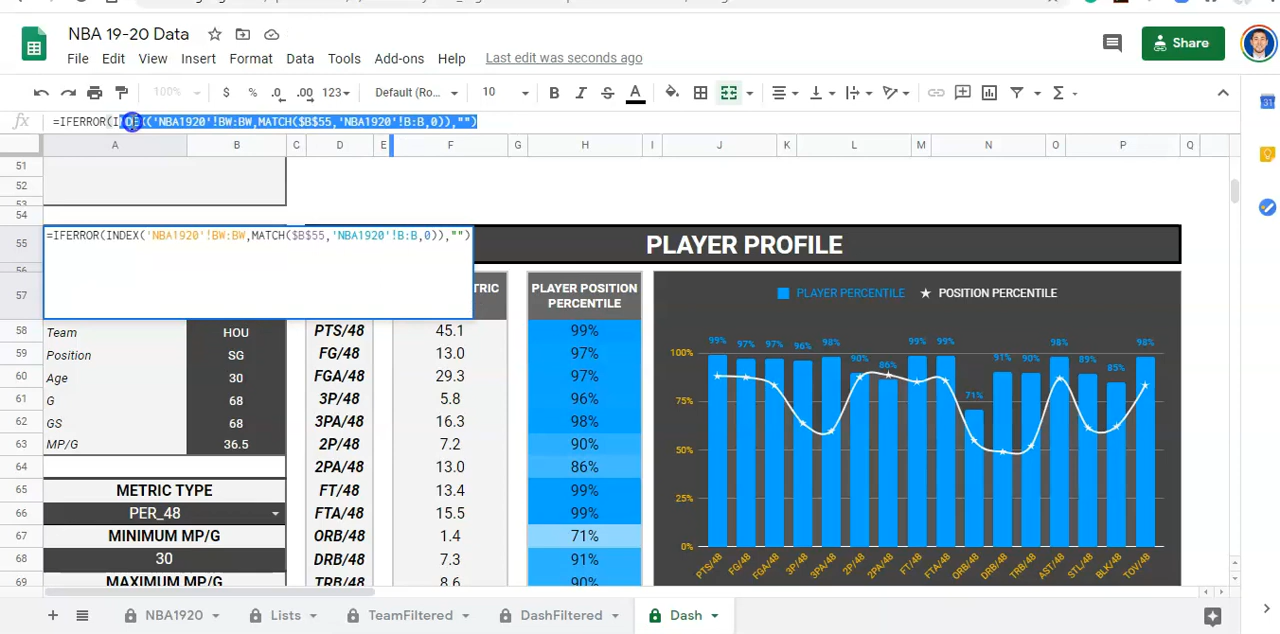 NBA 19-20 Data
Share
File Edit View Insert Format Data Tools Add-ons Help Last edit was seconds ago
100% $ % .0 .00 123 Default (Ro... 10 B I S A Σ
fx =IFERROR(INDEX('NBA1920'!BW:BW,MATCH($B$55,'NBA1920'!B:B,0)),"")
A B C D E F G H I J K L M N O P Q
51
52
53
54
55 =IFERROR(INDEX('NBA1920'!BW:BW,MATCH($B$55,'NBA1920'!B:B,0)),"") PLAYER PROFILE
56
57 TRIC PLAYER POSITION PERCENTILE
PLAYER PERCENTILE ★ POSITION PERCENTILE
58 Team HOU PTS/48 45.1 99%
59 Position SG FG/48 13.0 97%
60 Age 30 FGA/48 29.3 97%
61 G 68 3P/48 5.8 96%
62 GS 68 3PA/48 16.3 98%
63 MP/G 36.5 2P/48 7.2 90%
64 2PA/48 13.0 86%
65 METRIC TYPE FT/48 13.4 99%
66 PER_48 FTA/48 15.5 99%
67 MINIMUM MP/G ORB/48 1.4 71%
68 30 DRB/48 7.3 91%
69 MAXIMUM MP/G TRB/48 8.6 90%
99% 97% 97% 96% 98% 90% 86% 99% 99% 71% 91% 90% 98% 89% 85% 98%
100%
75%
50%
25%
0%
PTS/48 FG/48 FGA/48 3P/48 3PA/48 2P/48 2PA/48 FT/48 FTA/48 ORB/48 DRB/48 TRB/48 AST/48 STL/48 BLK/48 TOV/48
NBA1920 Lists TeamFiltered DashFiltered Dash
31